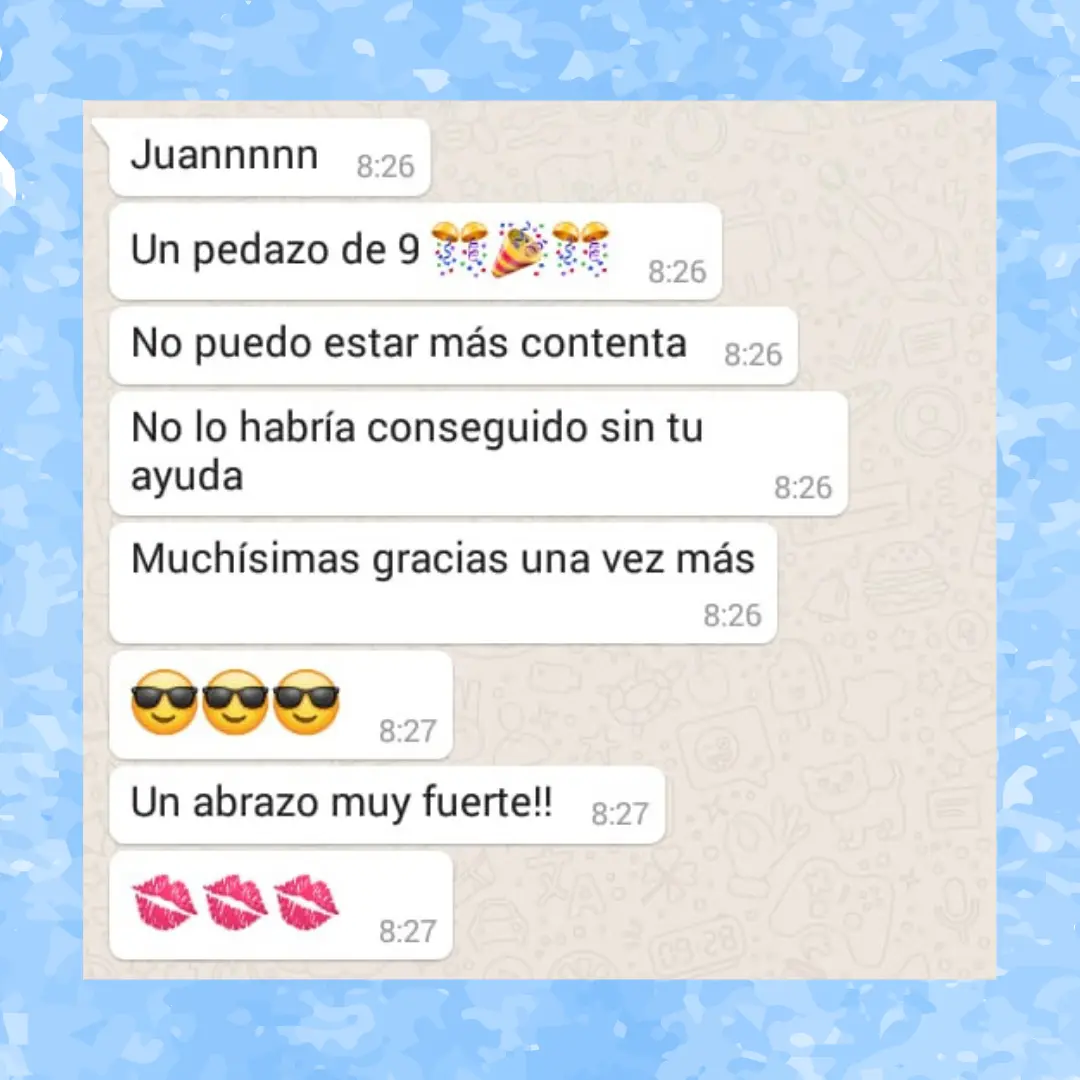 Juannnnn 8:26
Un pedazo de 9 🎊🎉🎊 8:26
No puedo estar más contenta 8:26
No lo habría conseguido sin tu
ayuda 8:26
Muchísimas gracias una vez más
8:26
😎😎😎 8:27
Un abrazo muy fuerte!! 8:27
💋💋💋 8:27